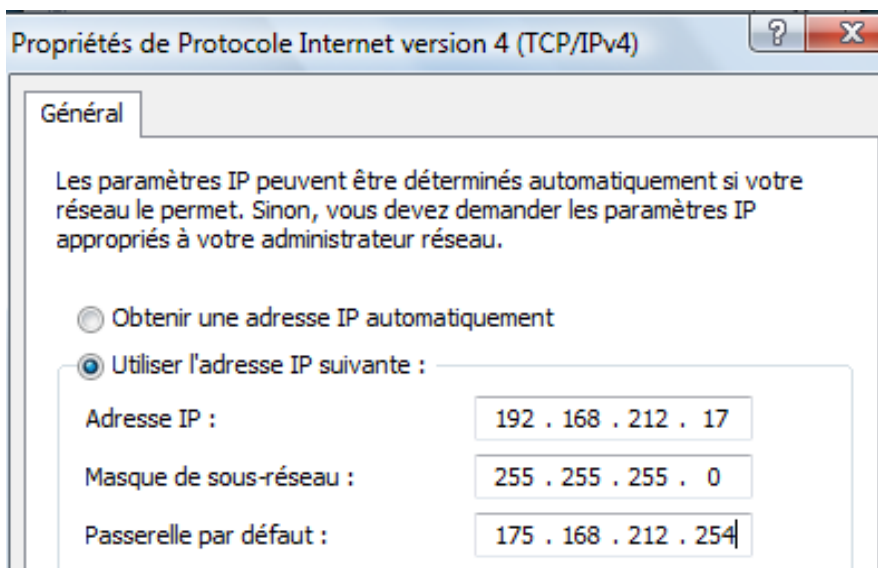 Propriétés de Protocole Internet version 4 (TCP/IPv4)
?
X
Général
Les paramètres IP peuvent être déterminés automatiquement si votre
réseau le permet. Sinon, vous devez demander les paramètres IP
appropriés à votre administrateur réseau.
Obtenir une adresse IP automatiquement
Utiliser l'adresse IP suivante :
Adresse IP : 192 . 168 . 212 . 17
Masque de sous-réseau : 255 . 255 . 255 . 0
Passerelle par défaut : 175 . 168 . 212 . 254